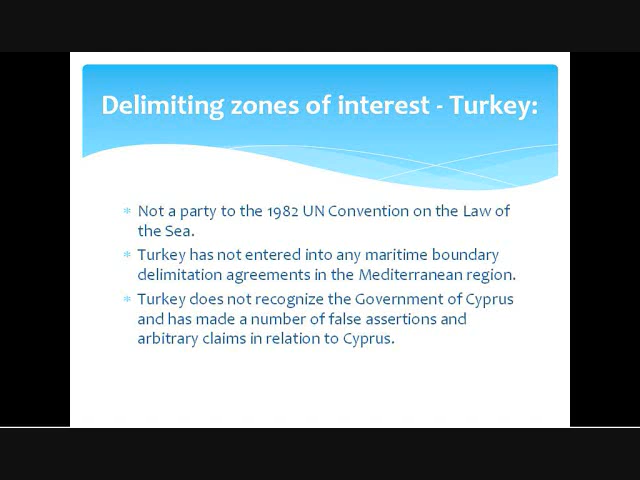 Delimiting zones of interest - Turkey:
Not a party to the 1982 UN Convention on the Law of
the Sea.
Turkey has not entered into any maritime boundary
delimitation agreements in the Mediterranean region.
Turkey does not recognize the Government of Cyprus
and has made a number of false assertions and
arbitrary claims in relation to Cyprus.